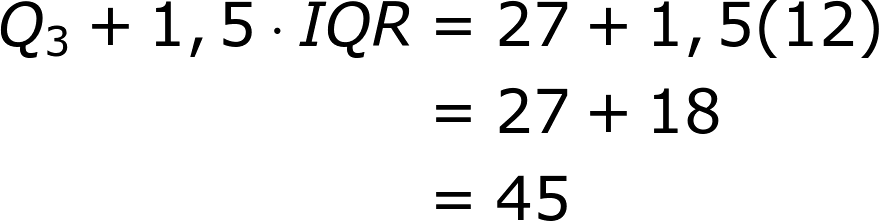 Q₃ + 1,5 · IQR = 27 + 1,5(12)
= 27 + 18
= 45